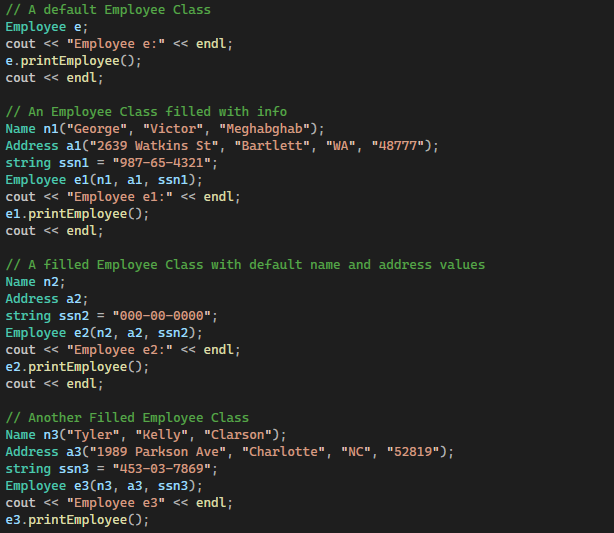 // A default Employee Class
Employee e;
cout << "Employee e:" << endl;
e.printEmployee();
cout << endl;

// An Employee Class filled with info
Name n1("George", "Victor", "Meghabghab");
Address a1("2639 Watkins St", "Bartlett", "WA", "48777");
string ssn1 = "987-65-4321";
Employee e1(n1, a1, ssn1);
cout << "Employee e1:" << endl;
e1.printEmployee();
cout << endl;

// A filled Employee Class with default name and address values
Name n2;
Address a2;
string ssn2 = "000-00-0000";
Employee e2(n2, a2, ssn2);
cout << "Employee e2:" << endl;
e2.printEmployee();
cout << endl;

// Another Filled Employee Class
Name n3("Tyler", "Kelly", "Clarson");
Address a3("1989 Parkson Ave", "Charlotte", "NC", "52819");
string ssn3 = "453-03-7869";
Employee e3(n3, a3, ssn3);
cout << "Employee e3" << endl;
e3.printEmployee();